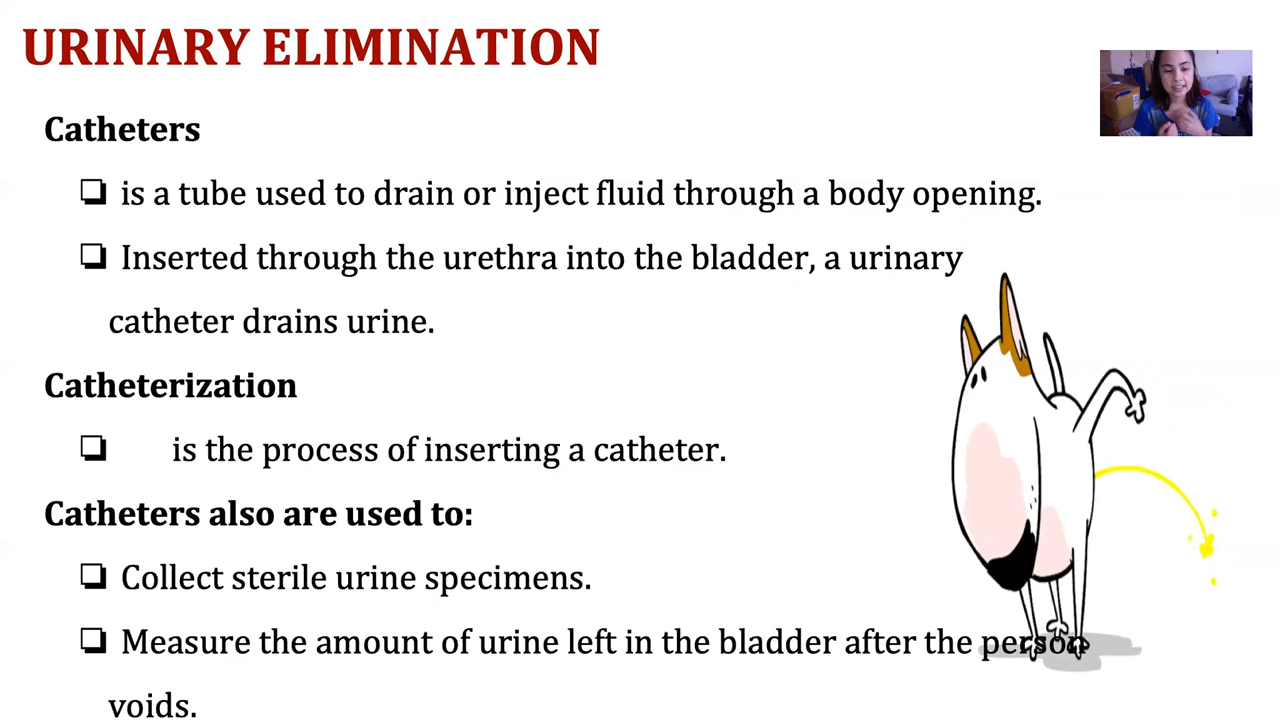 URINARY ELIMINATION
Catheters
❑ is a tube used to drain or inject fluid through a body opening.
❑ Inserted through the urethra into the bladder, a urinary
catheter drains urine.
Catheterization
❑ is the process of inserting a catheter.
Catheters also are used to:
❑ Collect sterile urine specimens.
❑ Measure the amount of urine left in the bladder after the person
voids.